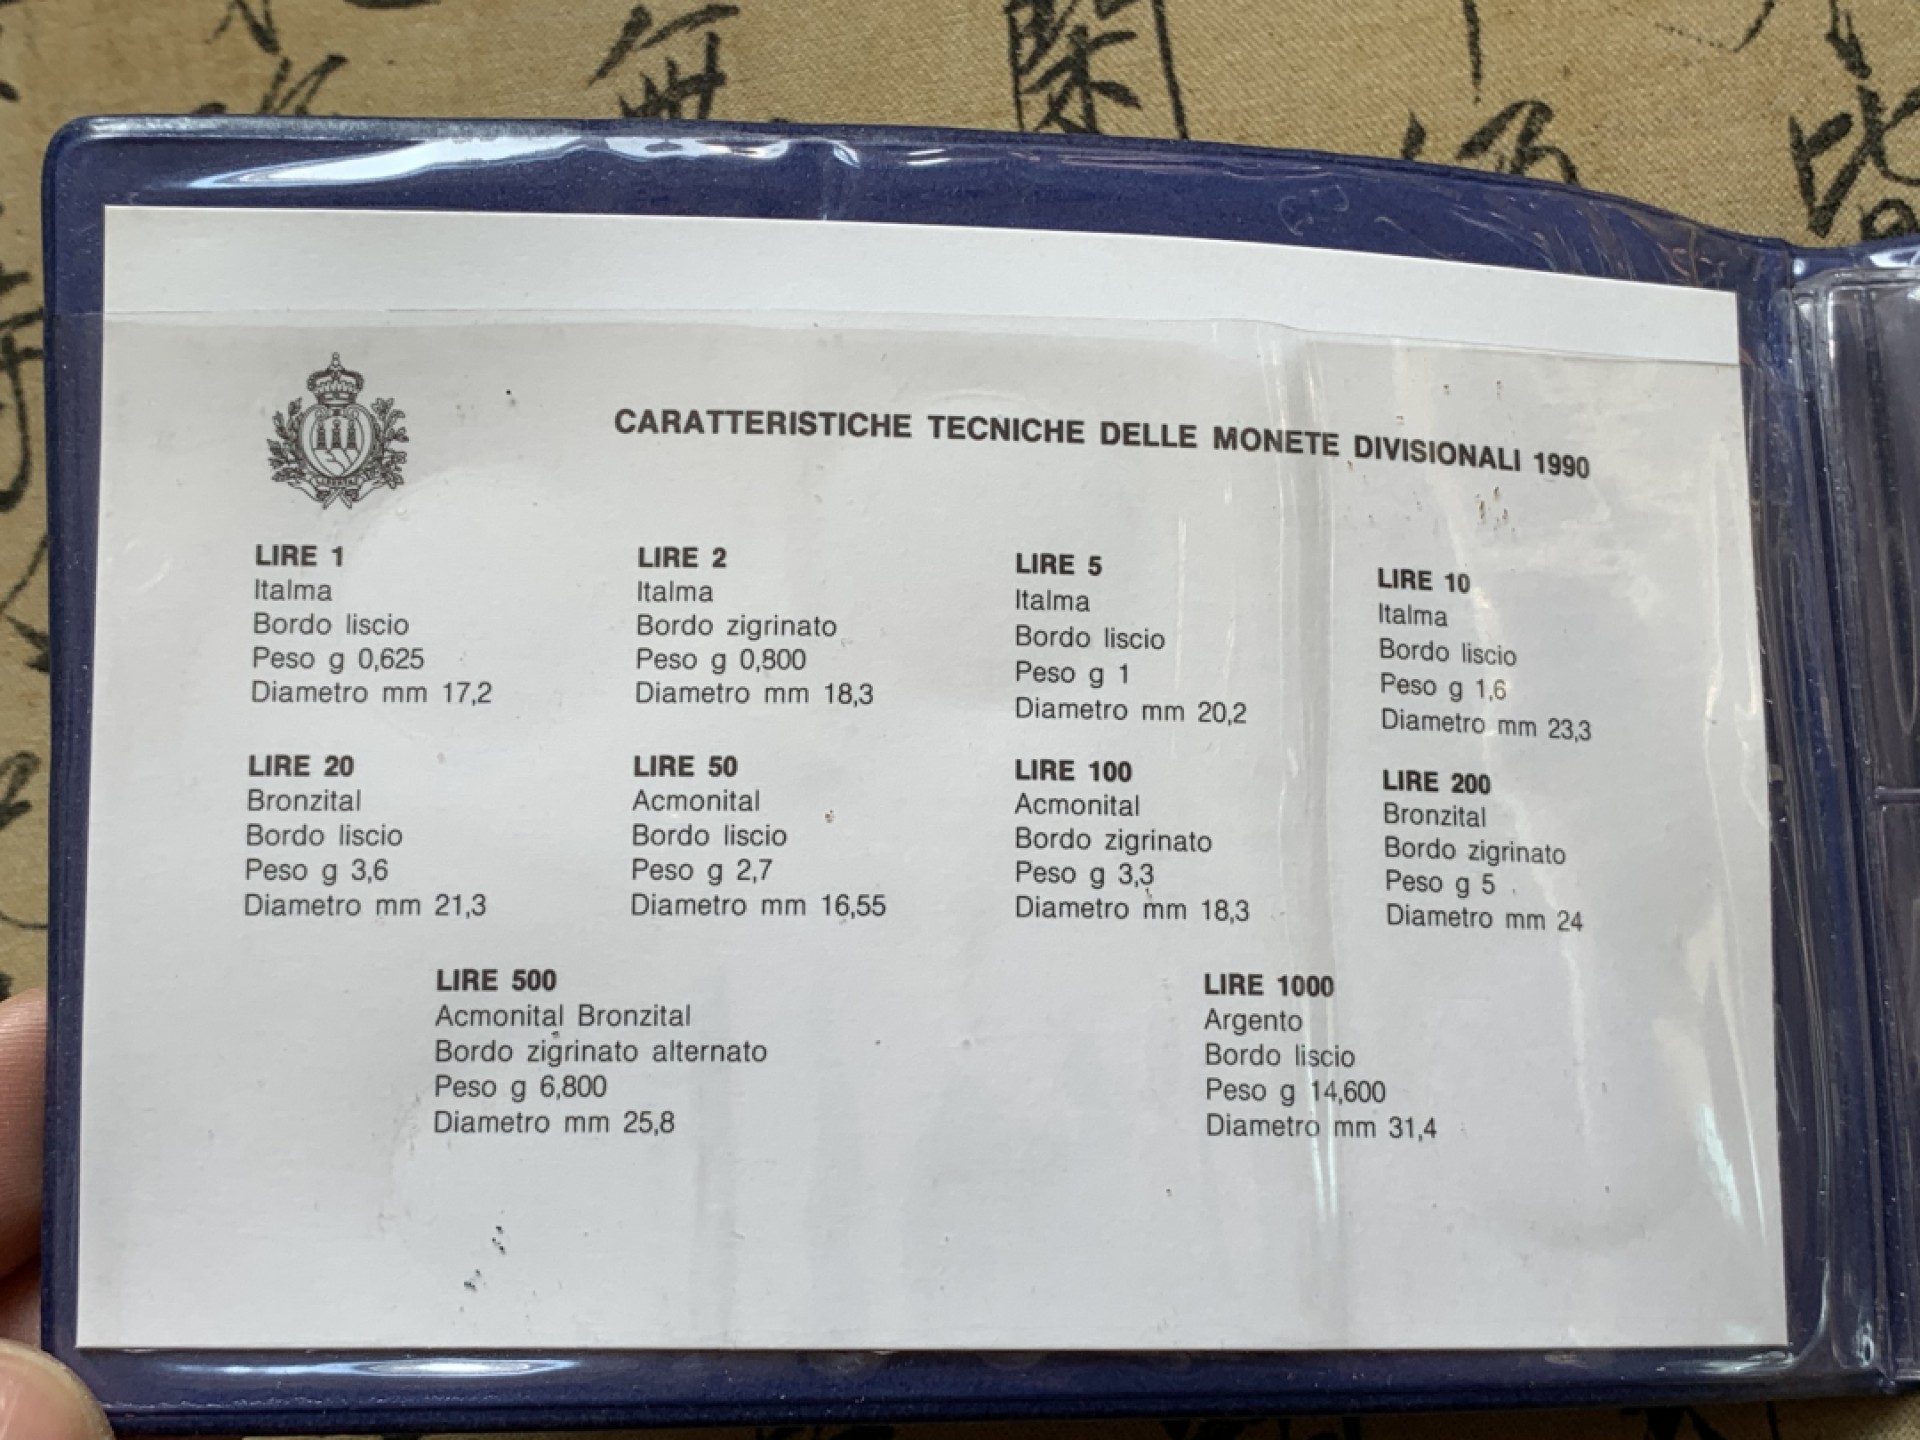 CARATTERISTICHE TECNICHE DELLE MONETE DIVISIONALI 1990
LIRE 1
Italma
Bordo liscio
Peso g 0,625
Diametro mm 17,2
LIRE 2
Italma
Bordo zigrinato
Peso g 0,800
Diametro mm 18,3
LIRE 5
Italma
Bordo liscio
Peso g 1
Diametro mm 20,2
LIRE 10
Italma
Bordo liscio
Peso g 1,6
Diametro mm 23,3
LIRE 20
Bronzital
Bordo liscio
Peso g 3,6
Diametro mm 21,3
LIRE 50
Acmonital
Bordo liscio
Peso g 2,7
Diametro mm 16,55
LIRE 100
Acmonital
Bordo zigrinato
Peso g 3,3
Diametro mm 18,3
LIRE 200
Bronzital
Bordo zigrinato
Peso g 5
Diametro mm 24
LIRE 500
Acmonital Bronzital
Bordo zigrinato alternato
Peso g 6,800
Diametro mm 25,8
LIRE 1000
Argento
Bordo liscio
Peso g 14,600
Diametro mm 31,4